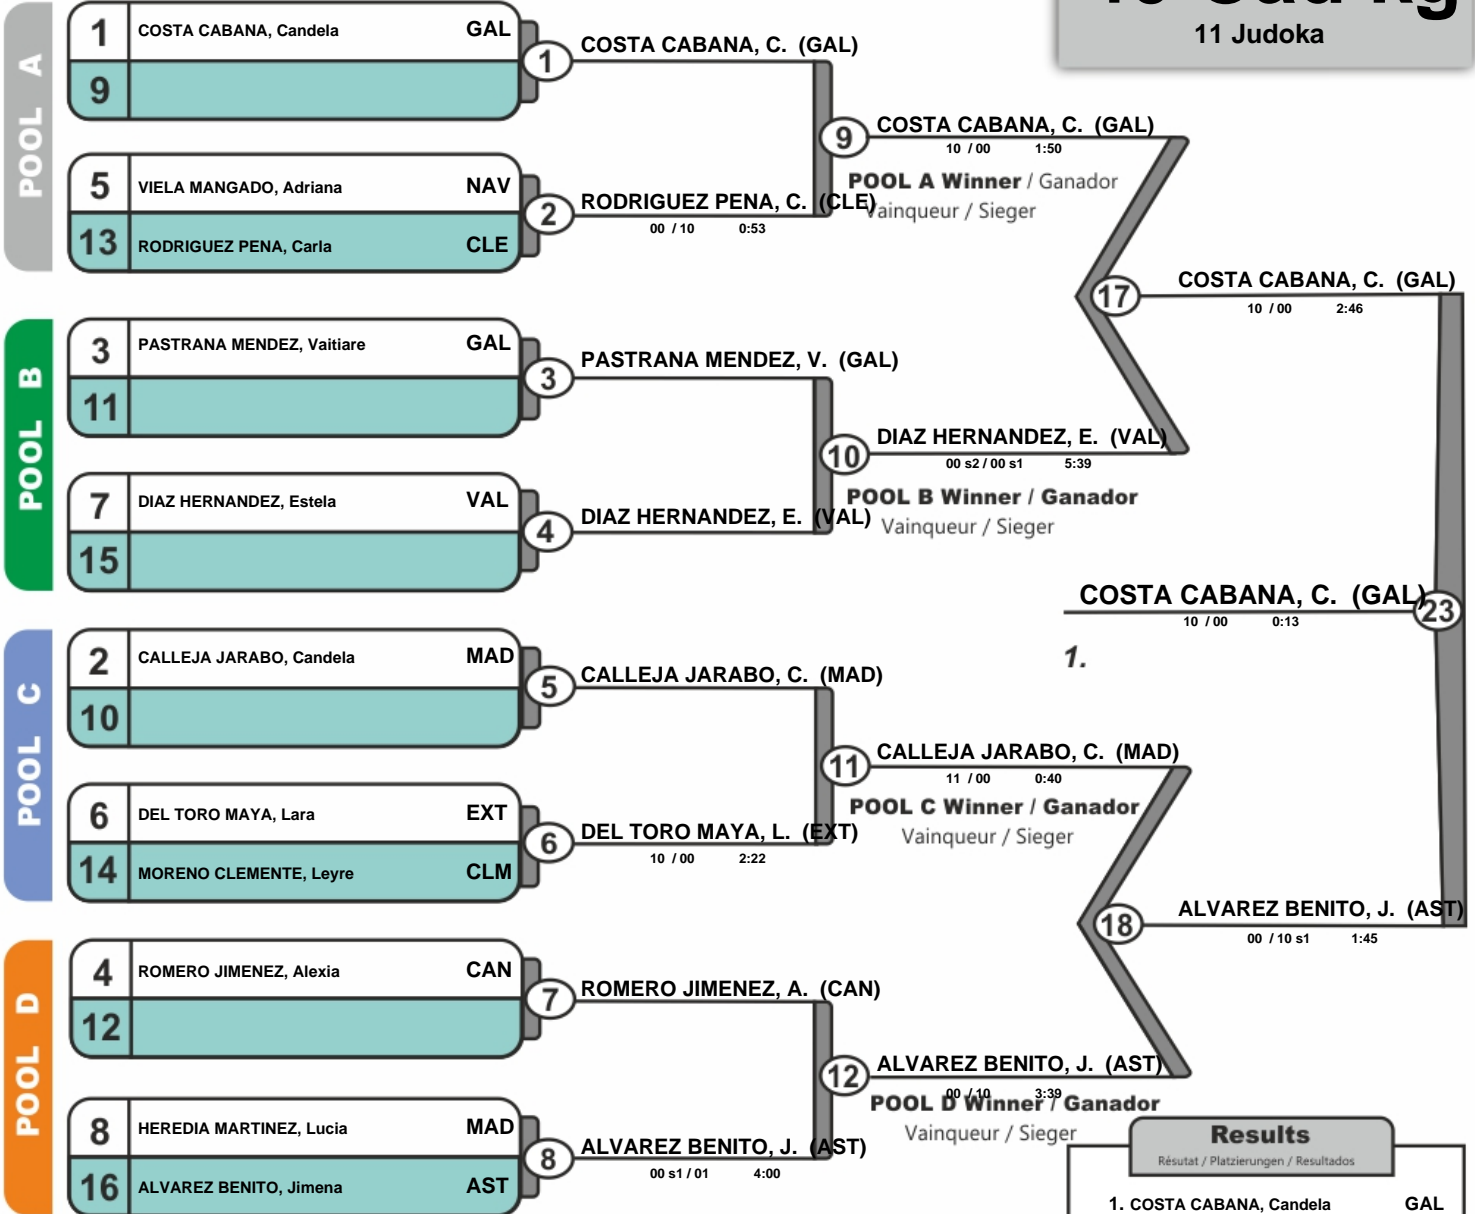 11 Judoka
POOL A
1 COSTA CABANA, Candela GAL
9
5 VIELA MANGADO, Adriana NAV
13 RODRIGUEZ PENA, Carla CLE
1 COSTA CABANA, C. (GAL)
2 RODRIGUEZ PENA, C. (CLE)
00 / 10 0:53
9 COSTA CABANA, C. (GAL)
10 / 00 1:50
POOL A Winner / Ganador
Vainqueur / Sieger
POOL B
3 PASTRANA MENDEZ, Vaitiare GAL
11
7 DIAZ HERNANDEZ, Estela VAL
15
3 PASTRANA MENDEZ, V. (GAL)
4 DIAZ HERNANDEZ, E. (VAL)
10 DIAZ HERNANDEZ, E. (VAL)
00 s2 / 00 s1 5:39
POOL B Winner / Ganador
Vainqueur / Sieger
17 COSTA CABANA, C. (GAL)
10 / 00 2:46
COSTA CABANA, C. (GAL) 23
10 / 00 0:13
1.
POOL C
2 CALLEJA JARABO, Candela MAD
10
6 DEL TORO MAYA, Lara EXT
14 MORENO CLEMENTE, Leyre CLM
5 CALLEJA JARABO, C. (MAD)
6 DEL TORO MAYA, L. (EXT)
10 / 00 2:22
11 CALLEJA JARABO, C. (MAD)
11 / 00 0:40
POOL C Winner / Ganador
Vainqueur / Sieger
18 ALVAREZ BENITO, J. (AST)
00 / 10 s1 1:45
POOL D
4 ROMERO JIMENEZ, Alexia CAN
12
8 HEREDIA MARTINEZ, Lucia MAD
16 ALVAREZ BENITO, Jimena AST
7 ROMERO JIMENEZ, A. (CAN)
8 ALVAREZ BENITO, J. (AST)
00 s1 / 01 4:00
12 ALVAREZ BENITO, J. (AST)
00 / 10 3:39
POOL D Winner / Ganador
Vainqueur / Sieger
Results
Résutat / Platzierungen / Resultados
1. COSTA CABANA, Candela GAL